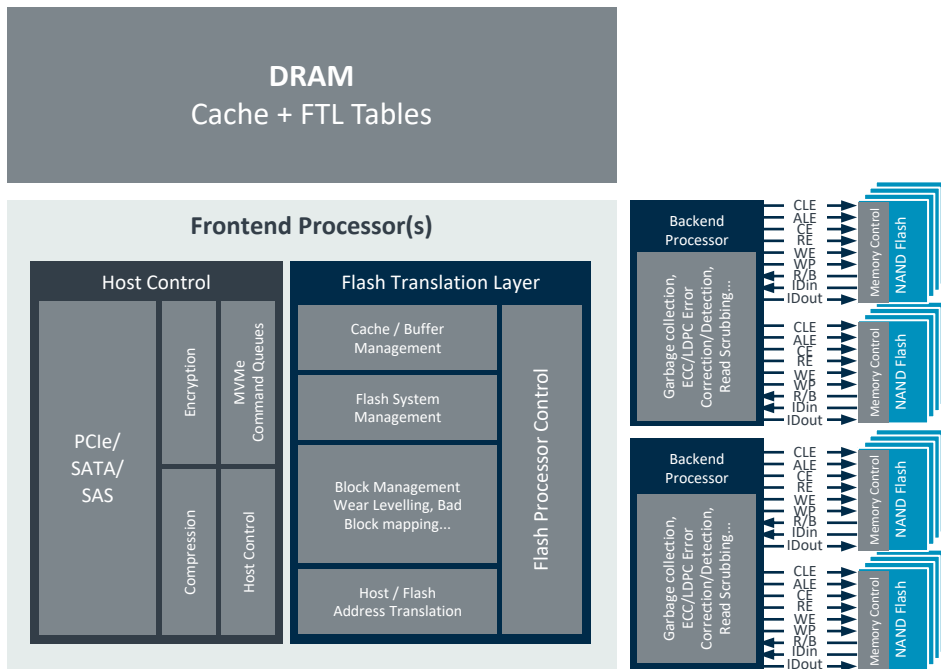 DRAM
Cache + FTL Tables
Frontend Processor(s)
Host Control
PCIe/
SATA/
SAS
Encryption
MVMe
Command Queues
Compression
Host Control
Flash Translation Layer
Cache / Buffer
Management
Flash System
Management
Block Management
Wear Levelling, Bad
Block mapping...
Host / Flash
Address Translation
Flash Processor Control
Backend
Processor
Garbage collection,
ECC/LDPC Error
Correction/Detection,
Read Scrubbing...
CLE
ALE
CE
RE
WE
WP
R/B
IDin
IDout
Memory Control
NAND Flash
CLE
ALE
CE
RE
WE
WP
R/B
IDin
IDout
Memory Control
NAND Flash
Backend
Processor
Garbage collection,
ECC/LDPC Error
Correction/Detection,
Read Scrubbing...
CLE
ALE
CE
RE
WE
WP
R/B
IDin
IDout
Memory Control
NAND Flash
CLE
ALE
CE
RE
WE
WP
R/B
IDin
IDout
Memory Control
NAND Flash